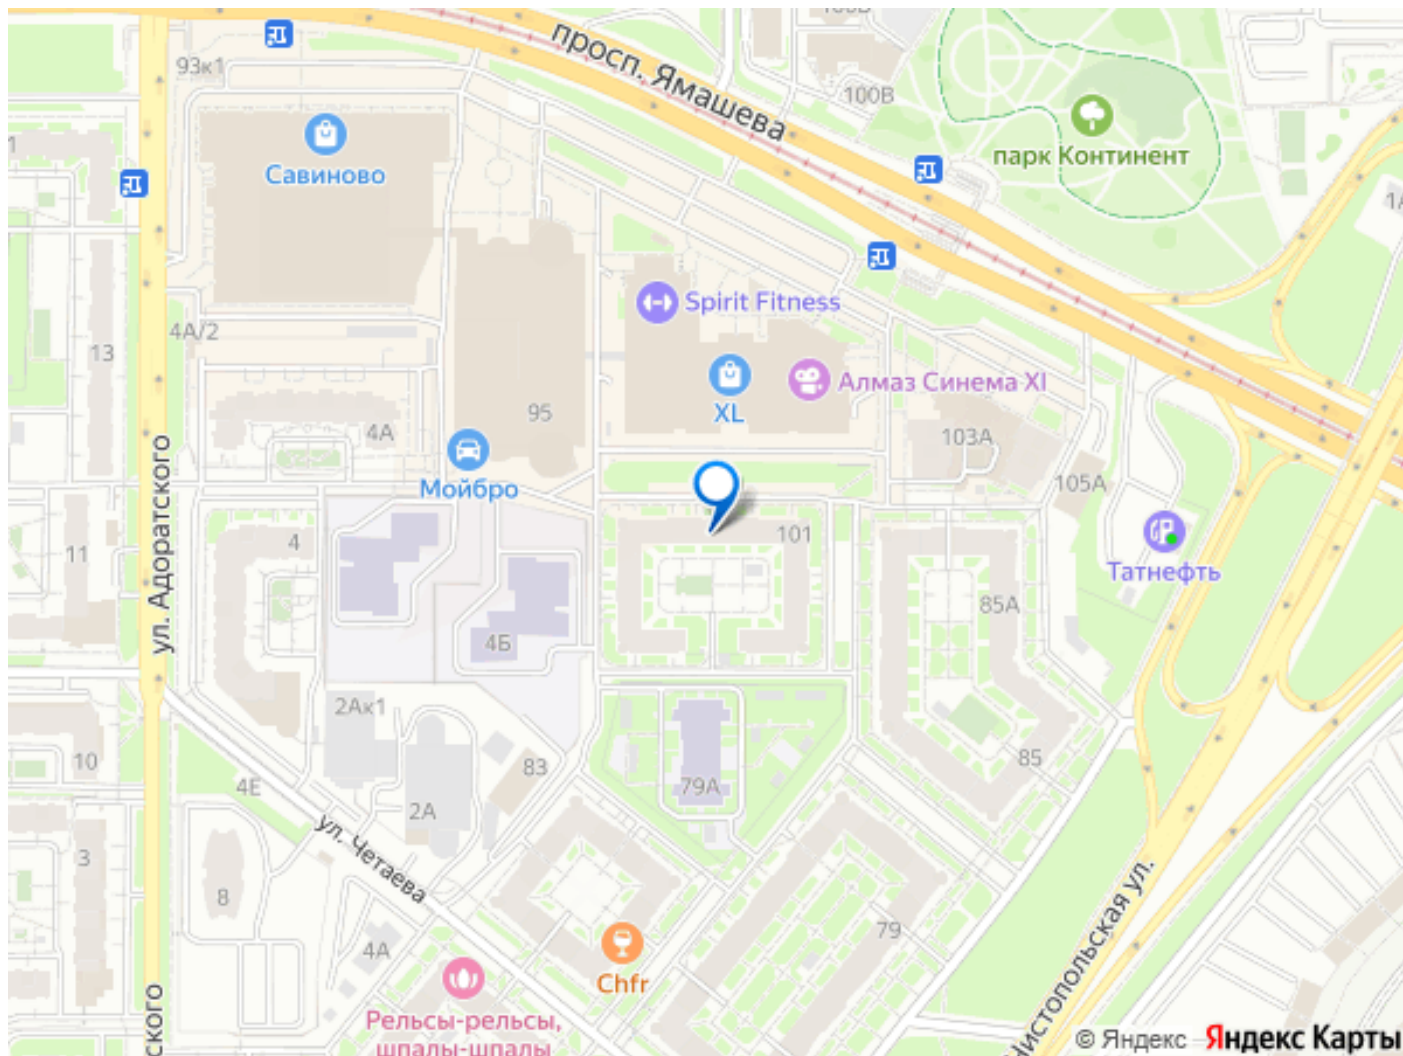 просп. Ямашева
93к1
100В
Савиново
парк Континент
1
Spirit Fitness
4А/2
13
XL
Алмаз Синема Xl
95
4А
103А
Мойбро
105А
ул. Адоратского
11
4
101
Татнефть
85А
4Б
2Ак1
10
83
85
4Е
79А
2А
ул. Четаева
3
8
79
4А
Chfr
Чистопольская ул.
ского
Рельсы-рельсы,
шпалы-шпалы
© Яндекс Яндекс Карты